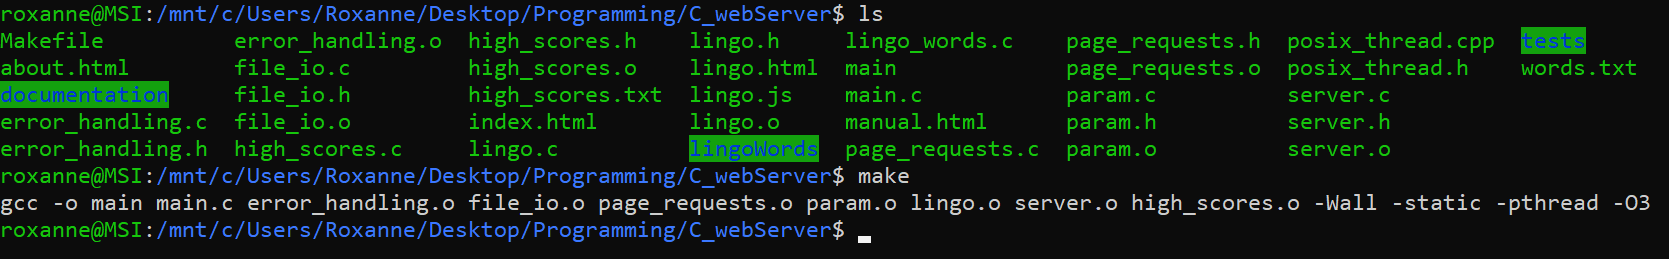 roxanne@MSI:/mnt/c/Users/Roxanne/Desktop/Programming/C_webServer$ ls
Makefile error_handling.o high_scores.h lingo.h lingo_words.c page_requests.h posix_thread.cpp tests
about.html file_io.c high_scores.o lingo.html main page_requests.o posix_thread.h words.txt
documentation file_io.h high_scores.txt lingo.js main.c param.c server.c
error_handling.c file_io.o index.html lingo.o manual.html param.h server.h
error_handling.h high_scores.c lingo.c lingoWords page_requests.c param.o server.o
roxanne@MSI:/mnt/c/Users/Roxanne/Desktop/Programming/C_webServer$ make
gcc -o main main.c error_handling.o file_io.o page_requests.o param.o lingo.o server.o high_scores.o -Wall -static -pthread -O3
roxanne@MSI:/mnt/c/Users/Roxanne/Desktop/Programming/C_webServer$